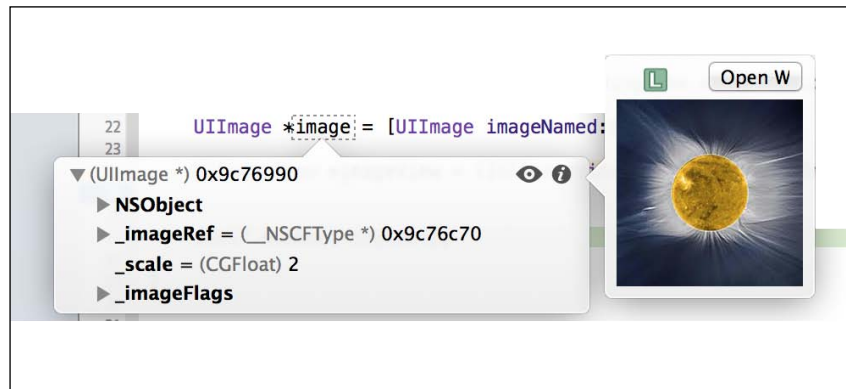 L Open W
22 UIImage *image = [UIImage imageNamed:
23
(UIImage *) 0x9c76990
NSObject
_imageRef = (__NSCFType *) 0x9c76c70
_scale = (CGFloat) 2
_imageFlags